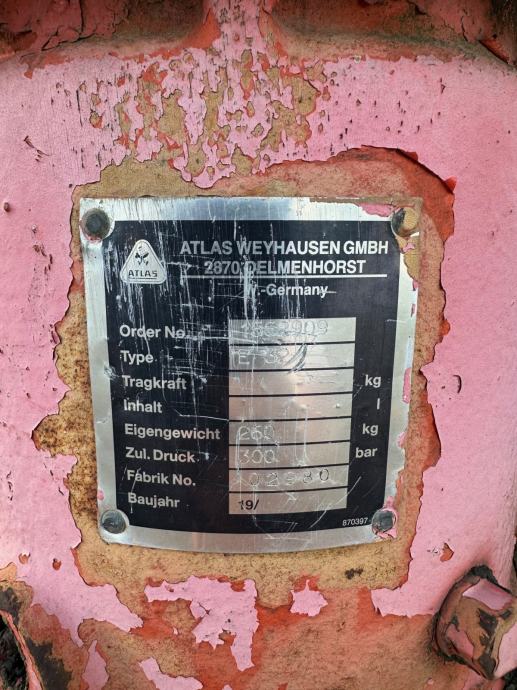 ATLAS WEYHAUSEN GMBH
ATLAS
2870 DELMENHORST
-Germany
Order No.
Type
Tragkraft kg
Inhalt l
Eigengewicht 260 kg
Zul. Druck. 300 bar
Fabrik No.
Baujahr 19/
870397